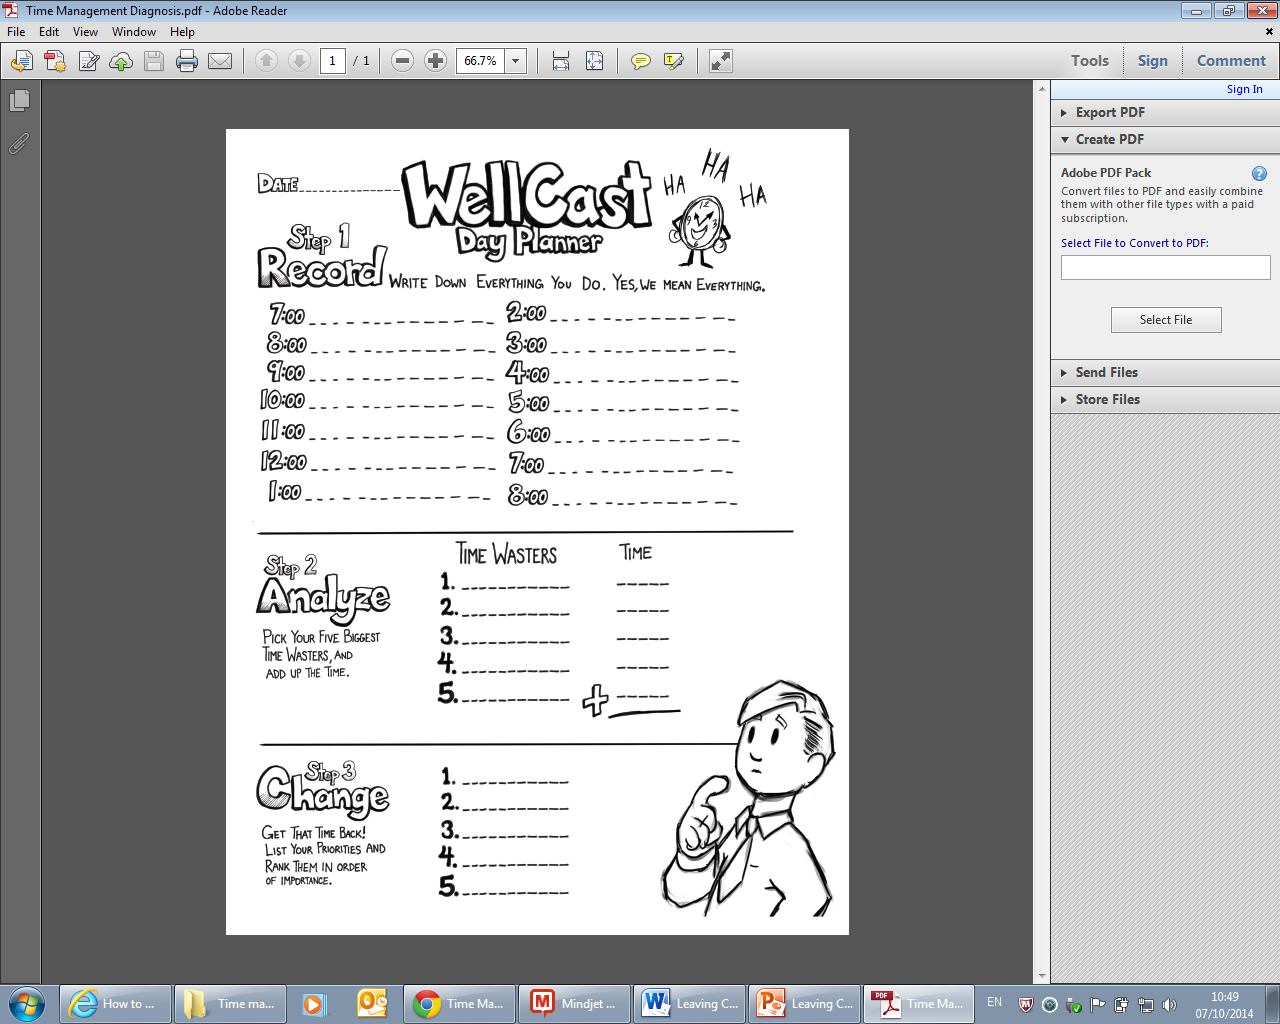 Time Management Diagnosis.pdf - Adobe Reader
File Edit View Window Help
1 / 1 66.7% Tools Sign Comment
Sign In
Export PDF
Create PDF
Adobe PDF Pack
Convert files to PDF and easily combine
them with other file types with a paid
subscription.
Select File to Convert to PDF:
Select File
Send Files
Store Files
DATE
WellCast
Day Planner
HA HA HA
12 3 6 9
Step 1
Record
WRITE DOWN EVERYTHING YOU DO. YES, WE MEAN EVERYTHING.
7:00 2:00
8:00 3:00
9:00 4:00
10:00 5:00
11:00 6:00
12:00 7:00
1:00 8:00
Step 2
Analyze
PICK YOUR FIVE BIGGEST
TIME WASTERS, AND
ADD UP THE TIME.
TIME WASTERS TIME
1.
2.
3.
4.
5. +
Step 3
Change
GET THAT TIME BACK!
LIST YOUR PRIORITIES AND
RANK THEM IN ORDER
OF IMPORTANCE.
1.
2.
3.
4.
5.
How to ... Time ma... Time Ma... Mindjet ... Leaving C... Leaving C... PDF Time Ma... EN 10:49
07/10/2014